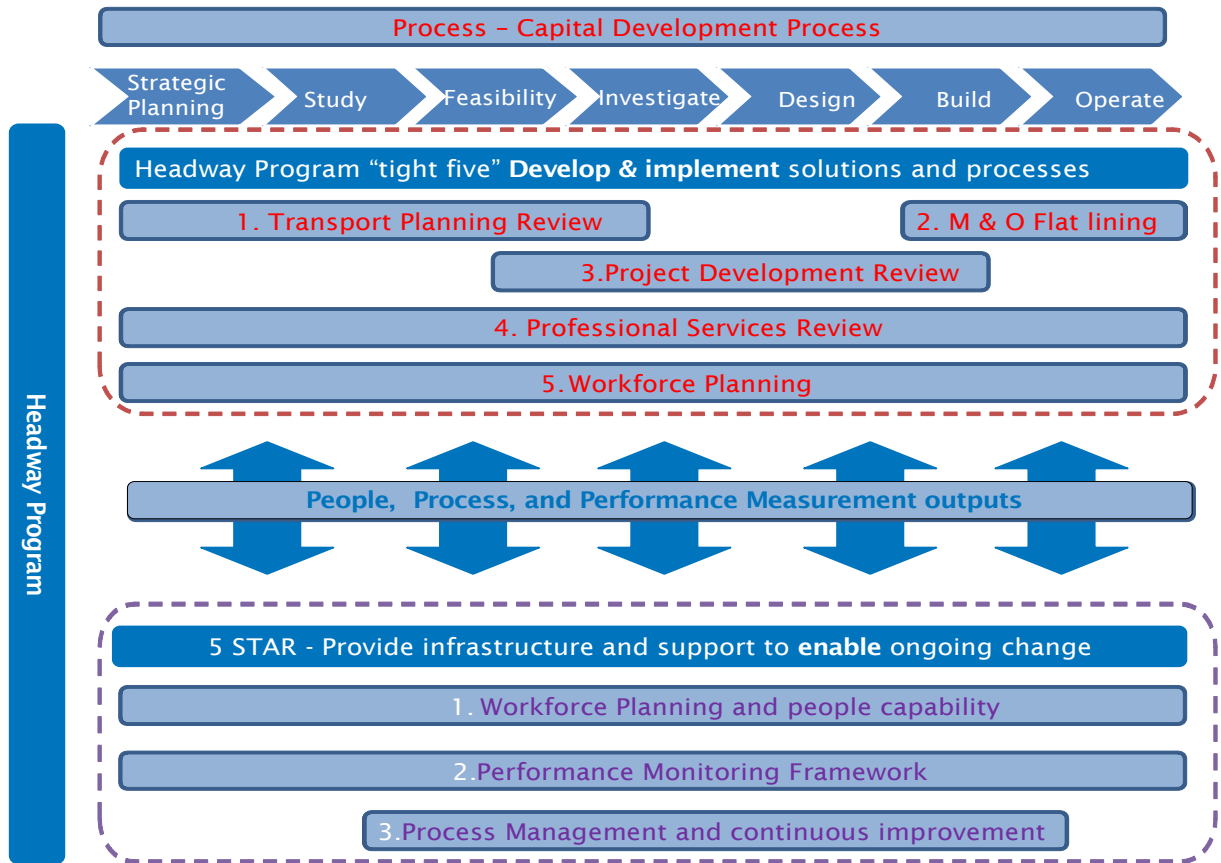 Process – Capital Development Process
Strategic
Planning
Study
Feasibility
Investigate
Design
Build
Operate
Headway Program
Headway Program “tight five” Develop & implement solutions and processes
1. Transport Planning Review
2. M & O Flat lining
3.Project Development Review
4. Professional Services Review
5. Workforce Planning
People, Process, and Performance Measurement outputs
5 STAR - Provide infrastructure and support to enable ongoing change
1. Workforce Planning and people capability
2.Performance Monitoring Framework
3.Process Management and continuous improvement